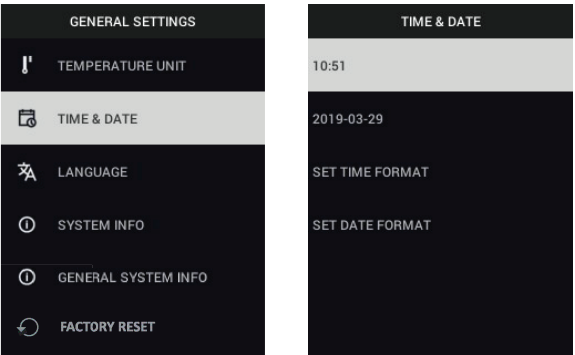 GENERAL SETTINGS
TEMPERATURE UNIT
TIME & DATE
LANGUAGE
SYSTEM INFO
GENERAL SYSTEM INFO
FACTORY RESET
TIME & DATE
10:51
2019-03-29
SET TIME FORMAT
SET DATE FORMAT